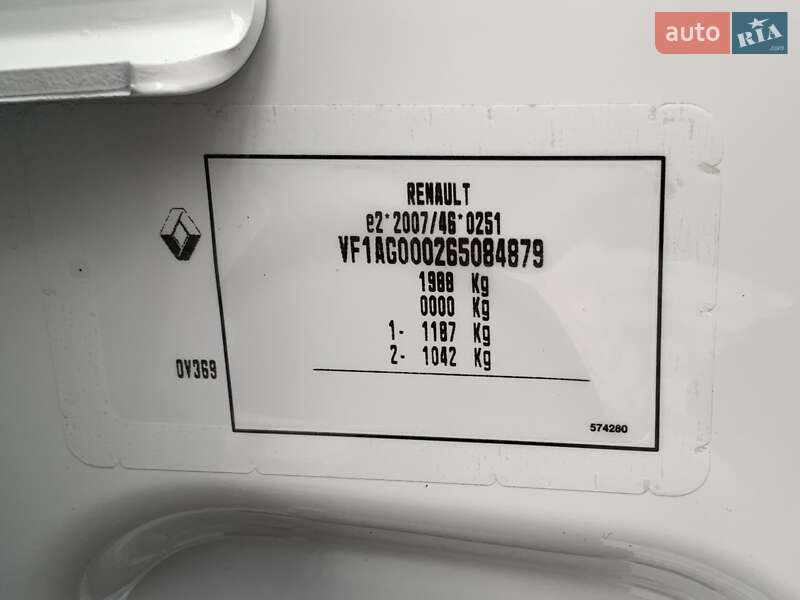 auto RIA
.com
RENAULT
e2*2007/46*0251
VF1AG000265084879
1988 Kg
0000 Kg
1- 1187 Kg
2- 1042 Kg
0V369
574280